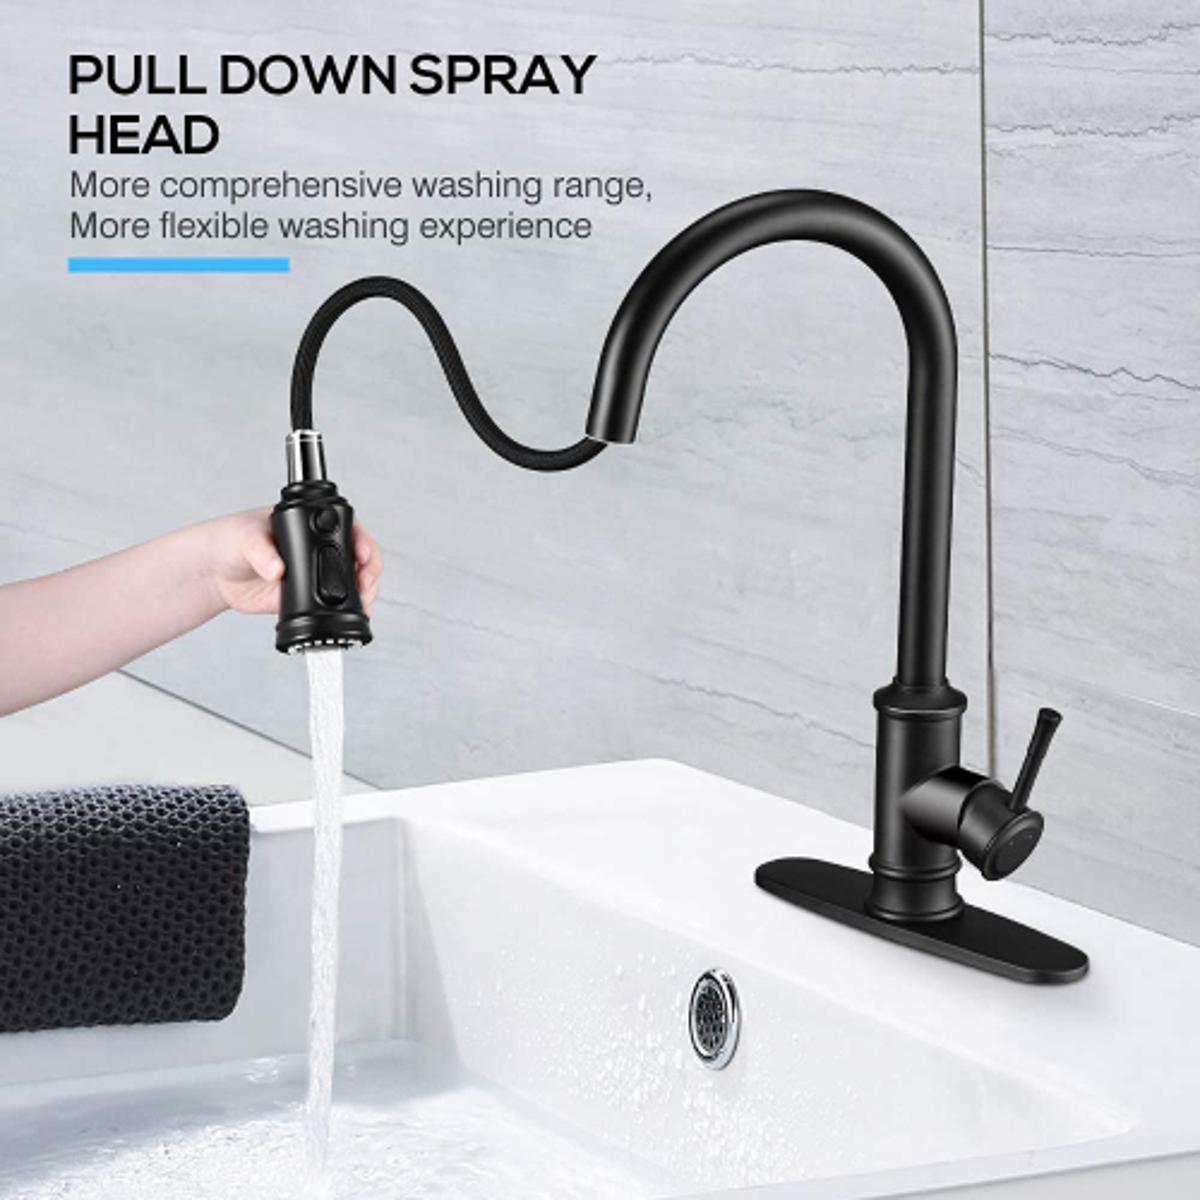 PULL DOWN SPRAY
HEAD
More comprehensive washing range,
More flexible washing experience